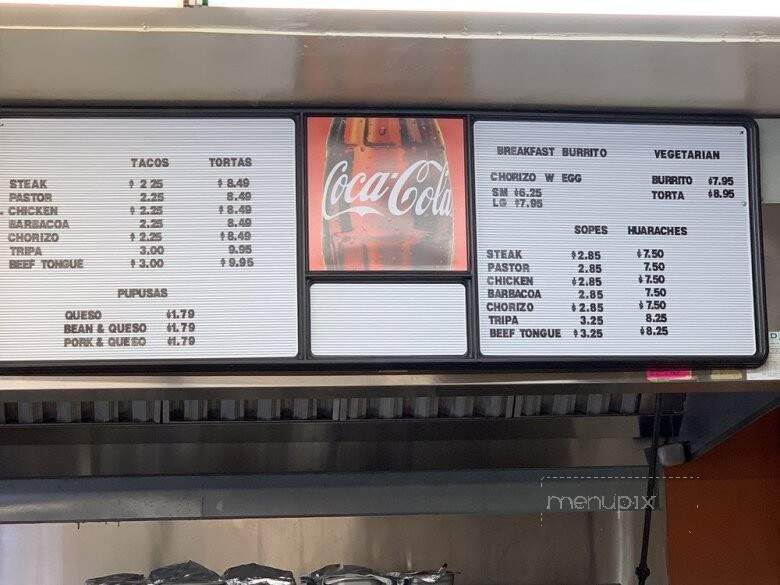 TACOS TORTAS
STEAK $2.25 $8.49
PASTOR 2.25 8.49
CHICKEN $2.25 $8.49
BARBACOA 2.25 8.49
CHORIZO $2.25 $8.49
TRIPA 3.00 9.95
BEEF TONGUE $3.00 $9.95
PUPUSAS
QUESO $1.79
BEAN & QUESO $1.79
PORK & QUESO $1.79
Coca-Cola
BREAKFAST BURRITO
CHORIZO W EGG
SM $6.25
LG $7.95
VEGETARIAN
BURRITO $7.95
TORTA $8.95
SOPES HUARACHES
STEAK $2.85 $7.50
PASTOR 2.85 7.50
CHICKEN $2.85 $7.50
BARBACOA 2.85 7.50
CHORIZO $2.85 $7.50
TRIPA 3.25 8.25
BEEF TONGUE $3.25 $8.25
menupix